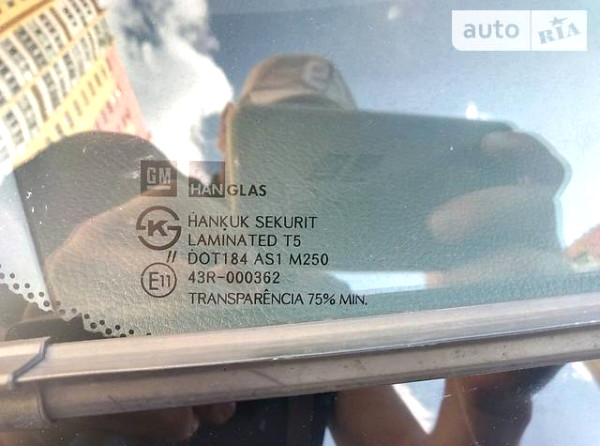 auto RIA
GM HANGLAS
HANKUK SEKURIT
LAMINATED T5
// DOT184 AS1 M250
E11 43R-000362
TRANSPARÊNCIA 75% MIN.